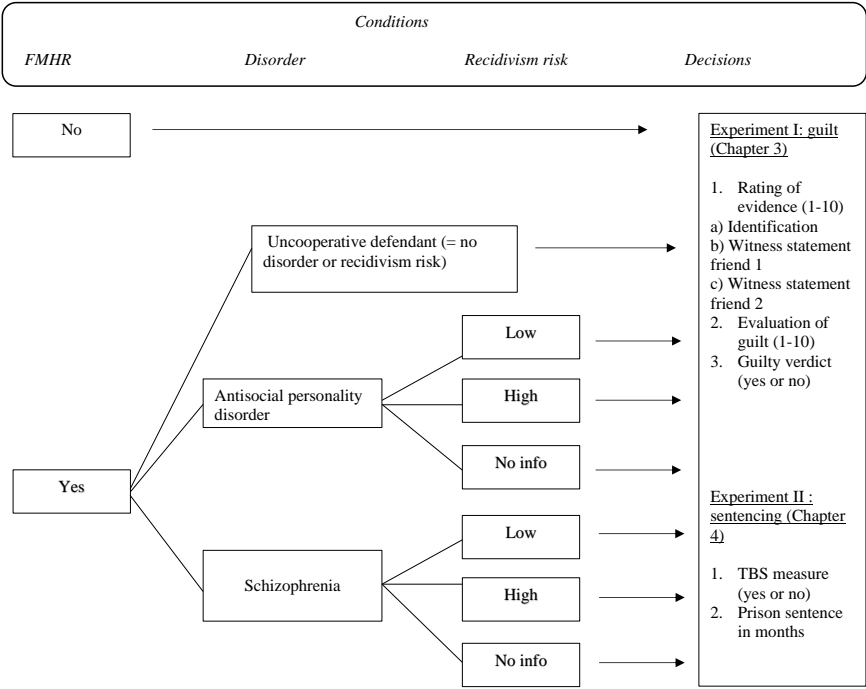 Conditions
FMHR Disorder Recidivism risk Decisions
No
Experiment I: guilt
(Chapter 3)
1. Rating of
evidence (1-10)
a) Identification
b) Witness statement
friend 1
c) Witness statement
friend 2
2. Evaluation of
guilt (1-10)
3. Guilty verdict
(yes or no)
Uncooperative defendant (= no
disorder or recidivism risk)
Low
Antisocial personality
disorder
High
No info
Yes
Experiment II :
sentencing (Chapter
4)
1. TBS measure
(yes or no)
2. Prison sentence
in months
Low
Schizophrenia
High
No info